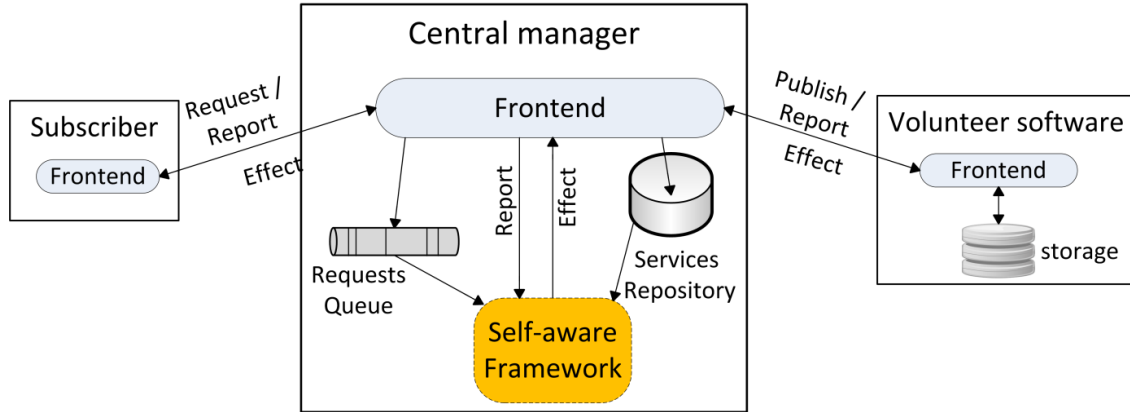 Central manager
Subscriber
Frontend
Request /
Report
Effect
Frontend
Publish /
Report
Effect
Volunteer software
Frontend
storage
Report
Effect
Requests
Queue
Services
Repository
Self-aware
Framework